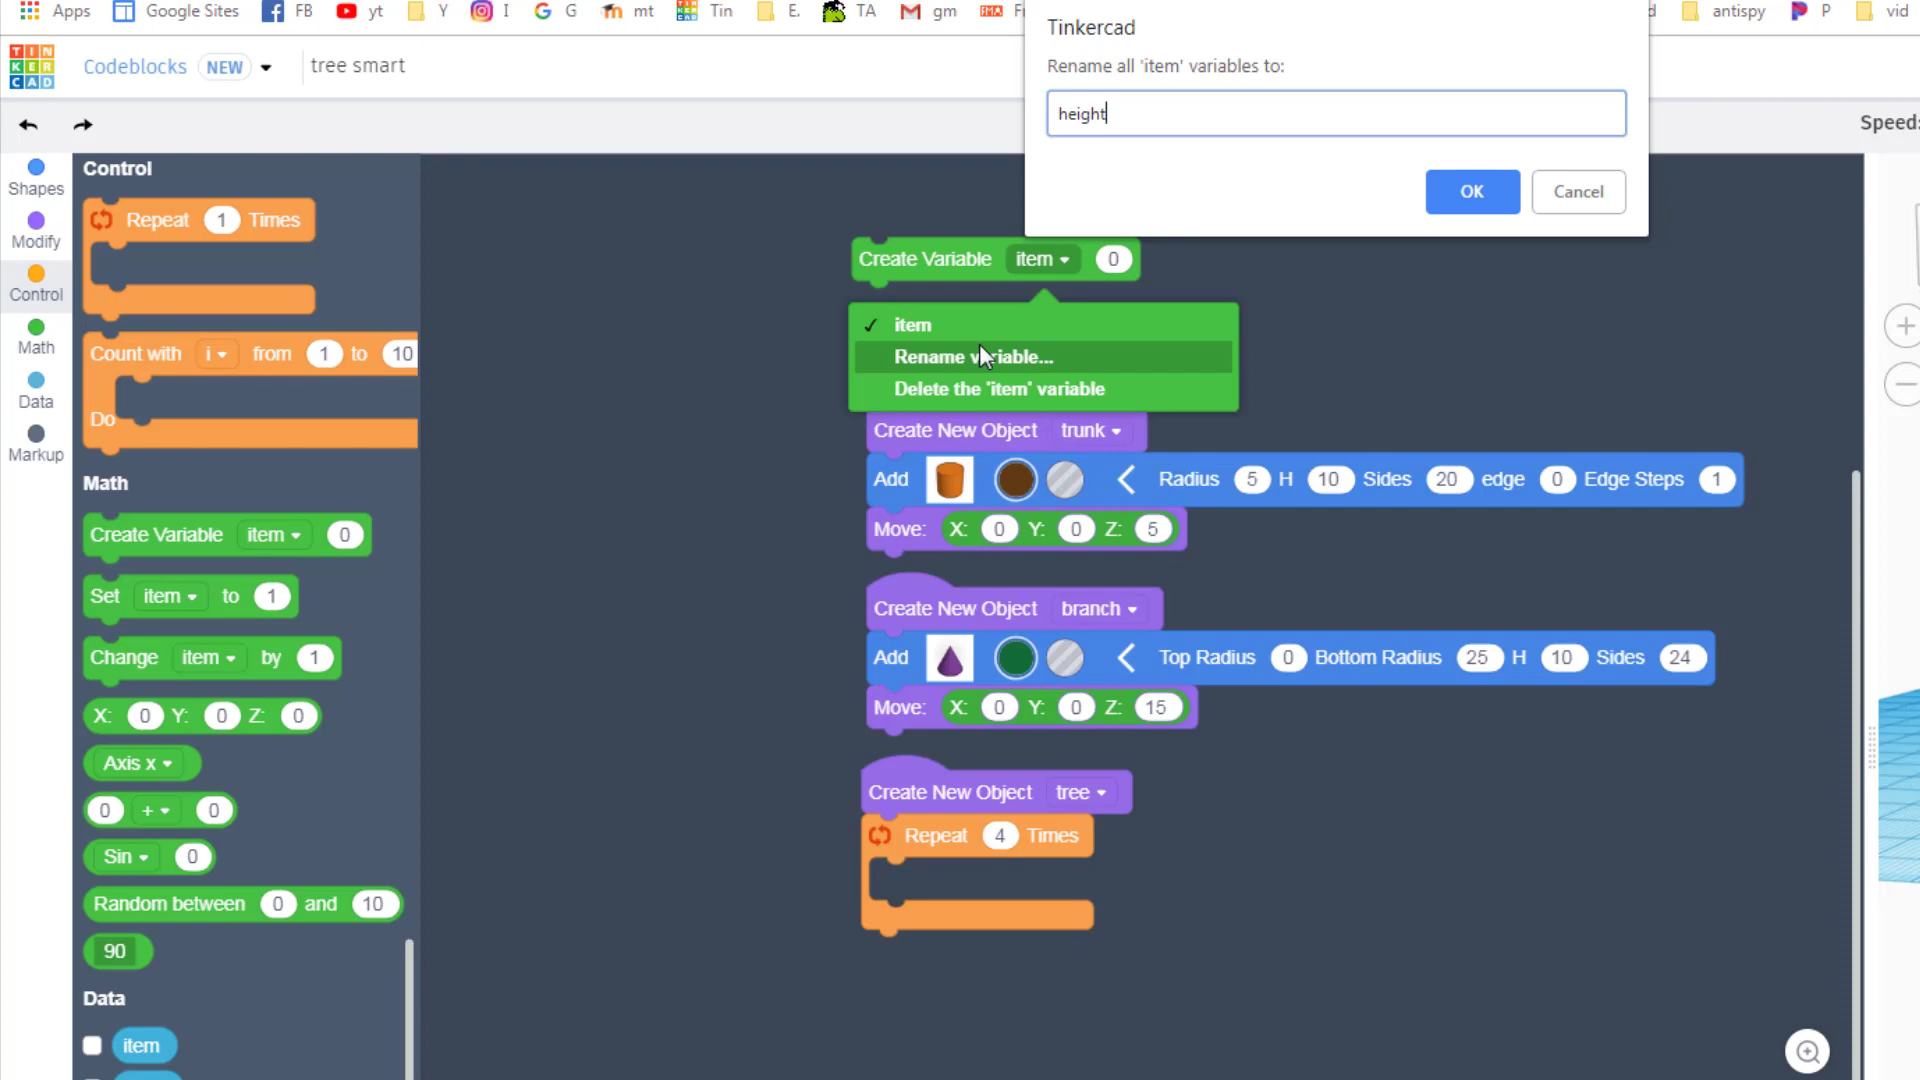 Apps Google Sites FB yt Y I G mt Tin E. TA gm antispy P vid
Tinkercad
Rename all 'item' variables to:
height
OK Cancel
TIN
KER
CAD
Codeblocks NEW tree smart
Speed:
Shapes
Modify
Control
Math
Data
Markup
Control
Repeat 1 Times
Count with i from 1 to 10
Do
Math
Create Variable item 0
Set item to 1
Change item by 1
X: 0 Y: 0 Z: 0
Axis x
0 + 0
Sin 0
Random between 0 and 10
90
Data
item
Create Variable item 0
✓ item
Rename variable...
Delete the 'item' variable
Create New Object trunk
Add Radius 5 H 10 Sides 20 edge 0 Edge Steps 1
Move: X: 0 Y: 0 Z: 5
Create New Object branch
Add Top Radius 0 Bottom Radius 25 H 10 Sides 24
Move: X: 0 Y: 0 Z: 15
Create New Object tree
Repeat 4 Times